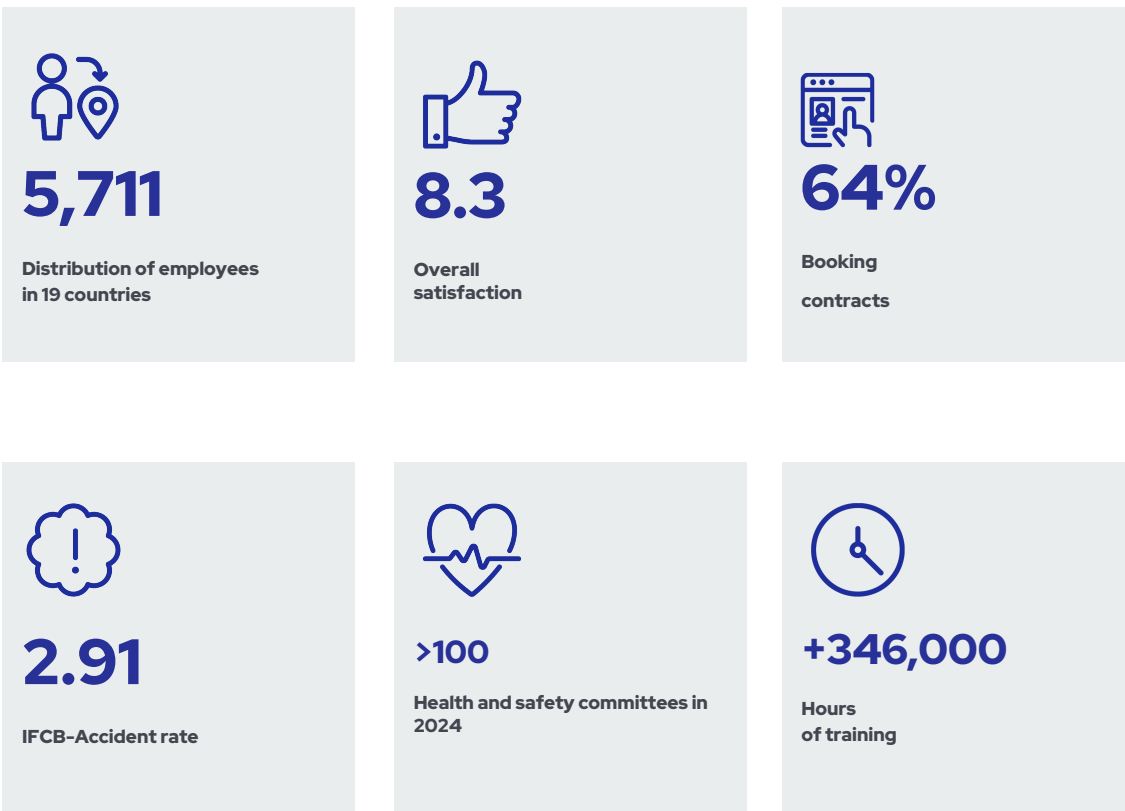 5,711
Distribution of employees
in 19 countries
8.3
Overall
satisfaction
64%
Booking
contracts
2.91
IFCB-Accident rate
>100
Health and safety committees in
2024
+346,000
Hours
of training